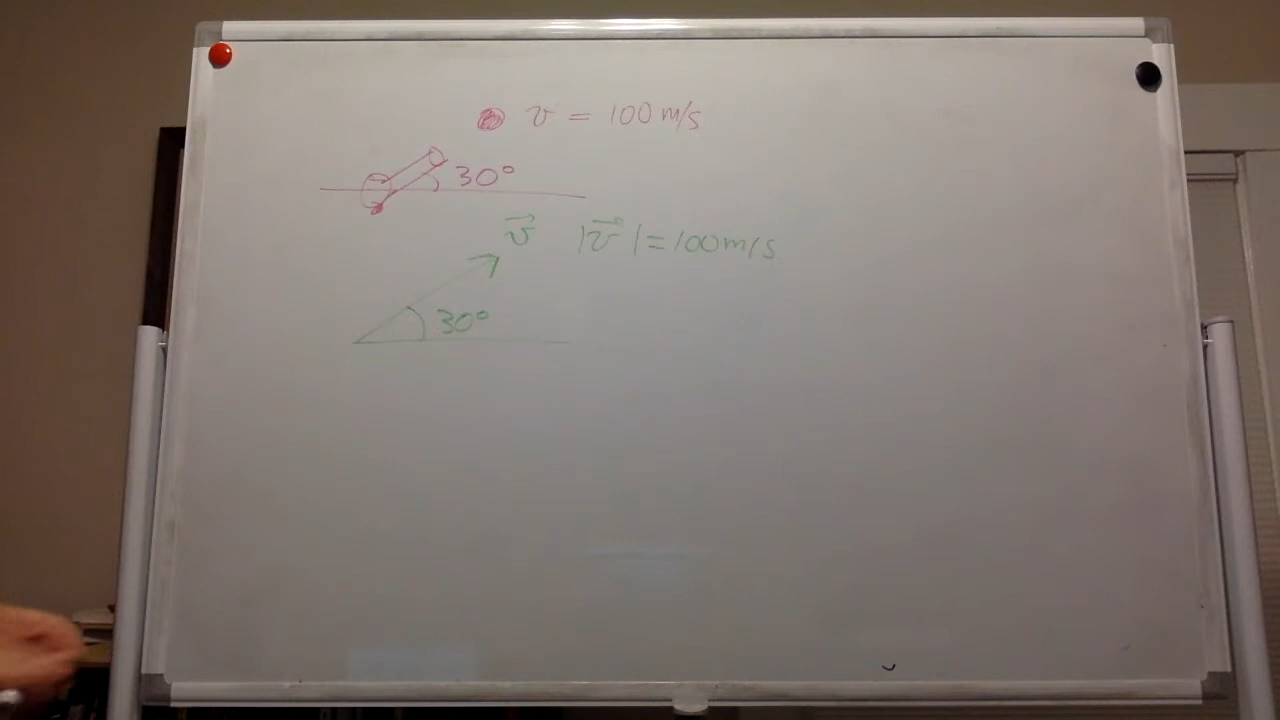 v = 100 m/s
30°
v⃗ |v⃗| = 100 m/s
30°